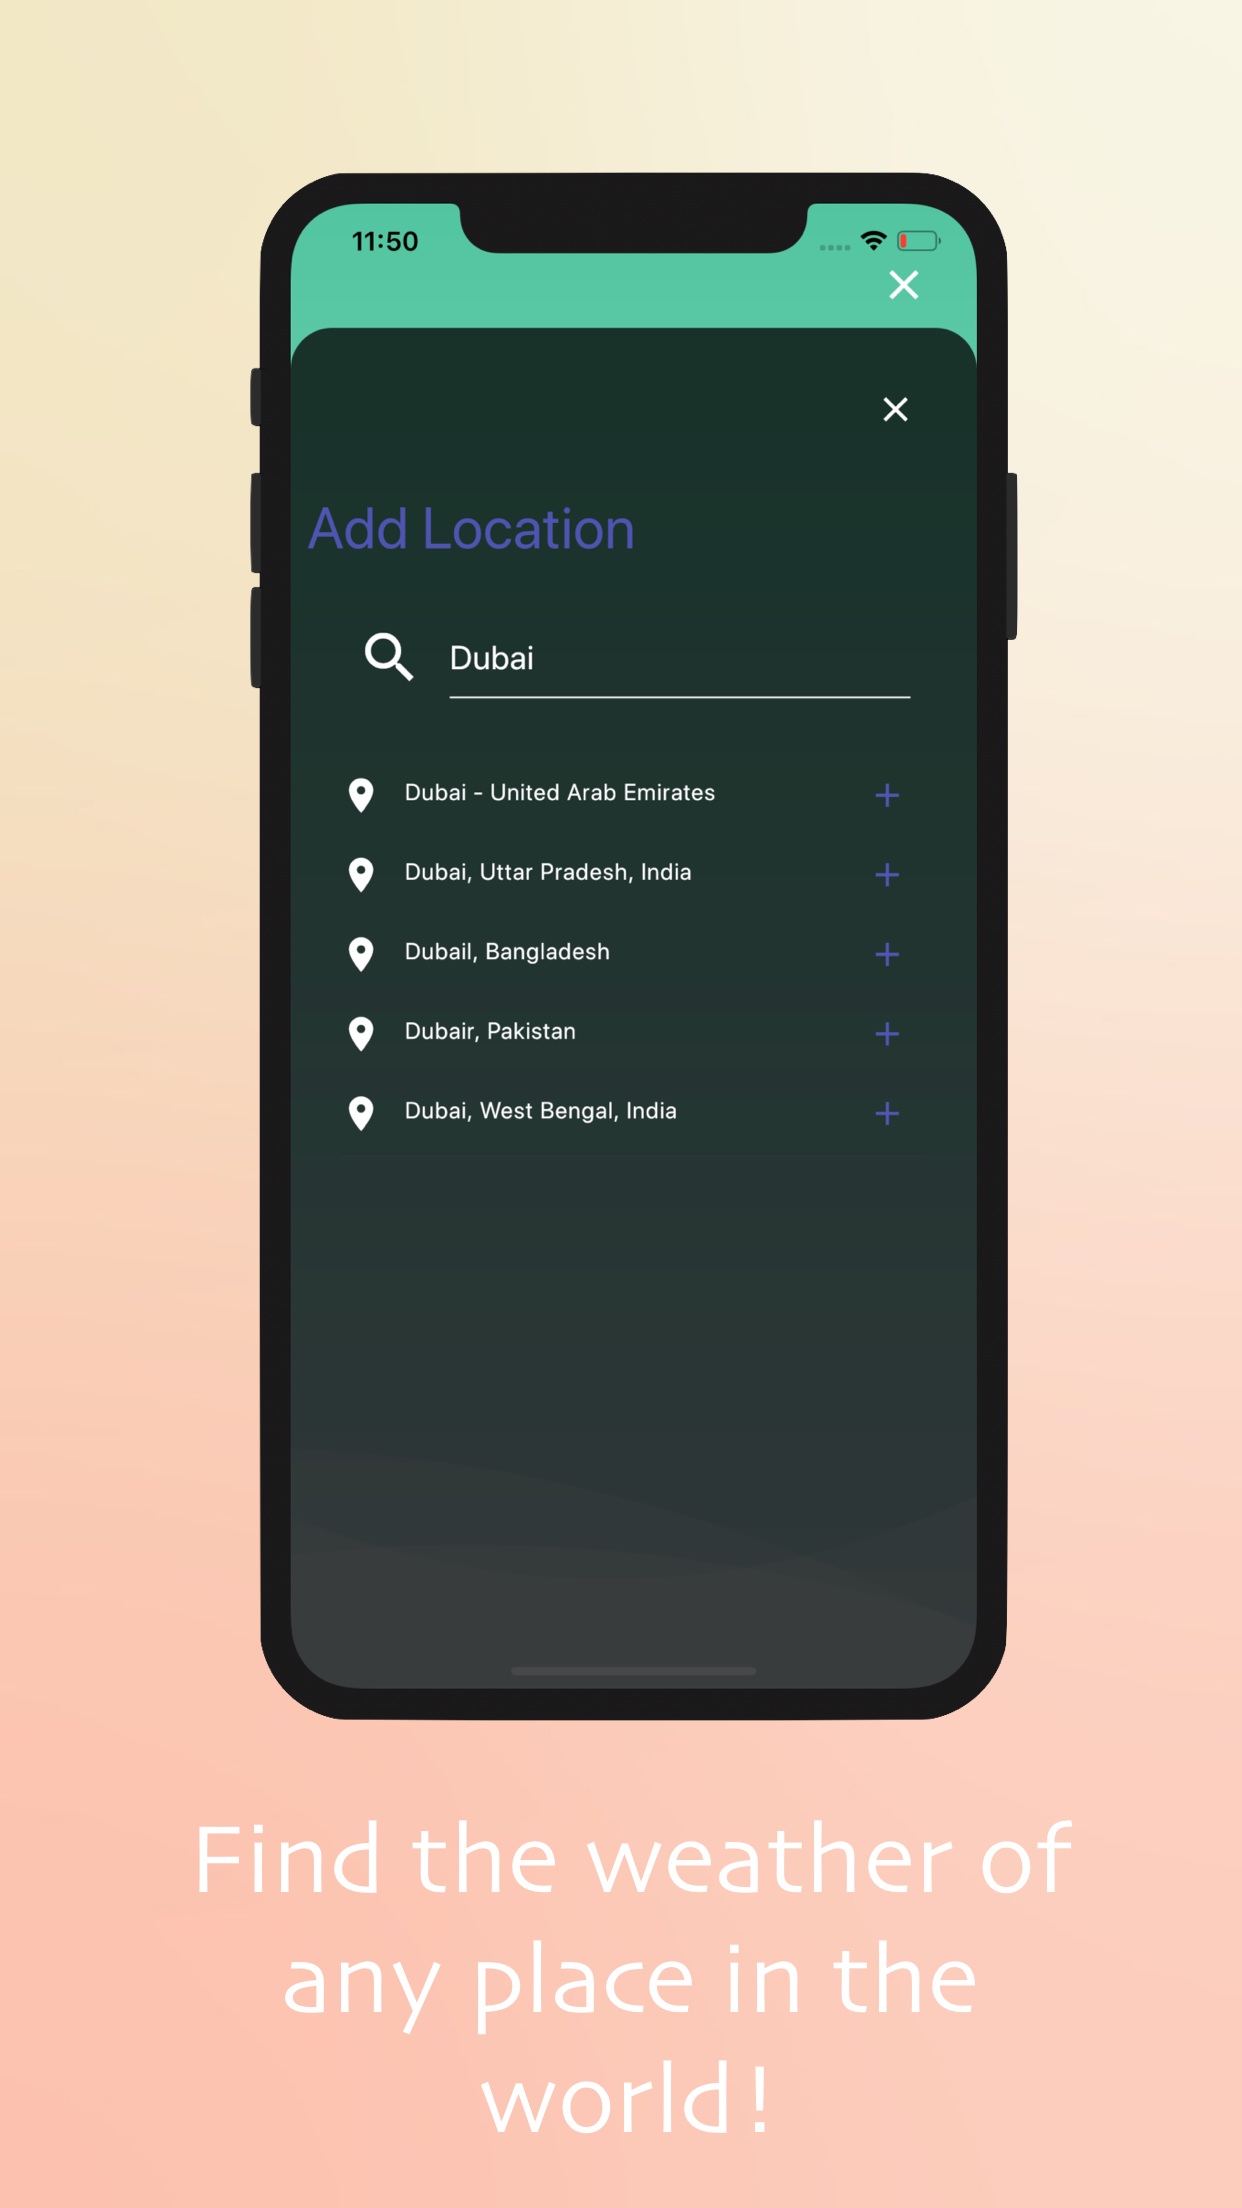 11:50
Add Location
Dubai
Dubai - United Arab Emirates
Dubai, Uttar Pradesh, India
Dubail, Bangladesh
Dubair, Pakistan
Dubai, West Bengal, India
Find the weather of
any place in the
world!